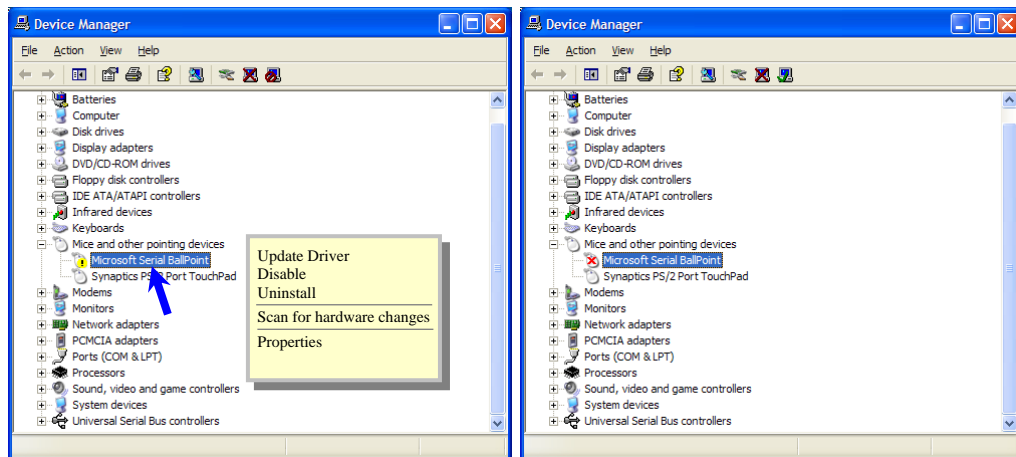 Device Manager
File Action View Help
Batteries
Computer
Disk drives
Display adapters
DVD/CD-ROM drives
Floppy disk controllers
IDE ATA/ATAPI controllers
Infrared devices
Keyboards
Mice and other pointing devices
Microsoft Serial BallPoint
Synaptics PS/2 Port TouchPad
Modems
Monitors
Network adapters
PCMCIA adapters
Ports (COM & LPT)
Processors
Sound, video and game controllers
System devices
Universal Serial Bus controllers
Update Driver
Disable
Uninstall
Scan for hardware changes
Properties
Device Manager
File Action View Help
Batteries
Computer
Disk drives
Display adapters
DVD/CD-ROM drives
Floppy disk controllers
IDE ATA/ATAPI controllers
Infrared devices
Keyboards
Mice and other pointing devices
Microsoft Serial BallPoint
Synaptics PS/2 Port TouchPad
Modems
Monitors
Network adapters
PCMCIA adapters
Ports (COM & LPT)
Processors
Sound, video and game controllers
System devices
Universal Serial Bus controllers